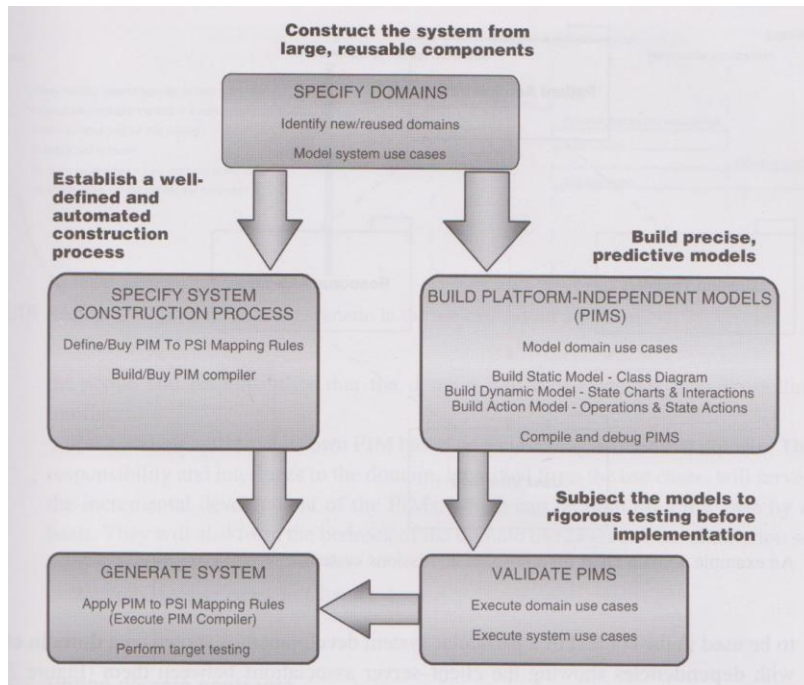 Construct the system from
large, reusable components
SPECIFY DOMAINS
Identify new/reused domains
Model system use cases
Establish a well-
defined and
automated
construction
process
Build precise,
predictive models
SPECIFY SYSTEM
CONSTRUCTION PROCESS
Define/Buy PIM To PSI Mapping Rules
Build/Buy PIM compiler
BUILD PLATFORM-INDEPENDENT MODELS
(PIMS)
Model domain use cases
Build Static Model - Class Diagram
Build Dynamic Model - State Charts & Interactions
Build Action Model - Operations & State Actions
Compile and debug PIMS
Subject the models to
rigorous testing before
implementation
GENERATE SYSTEM
Apply PIM to PSI Mapping Rules
(Execute PIM Compiler)
Perform target testing
VALIDATE PIMS
Execute domain use cases
Execute system use cases